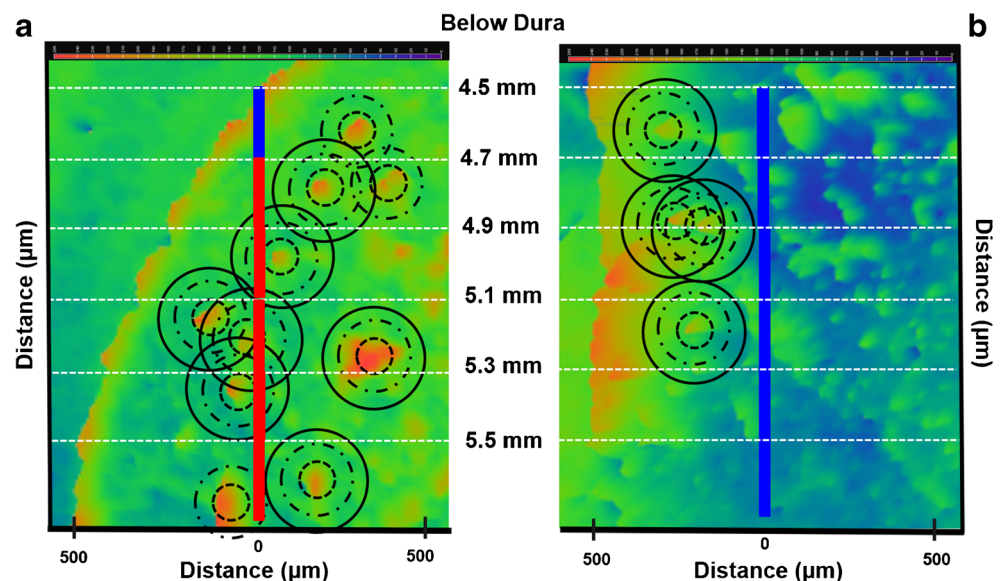 Below Dura
a
b
4.5 mm
4.7 mm
4.9 mm
5.1 mm
5.3 mm
5.5 mm
Distance (µm)
Distance (µm)
500
0
500
Distance (µm)
500
0
500
Distance (µm)